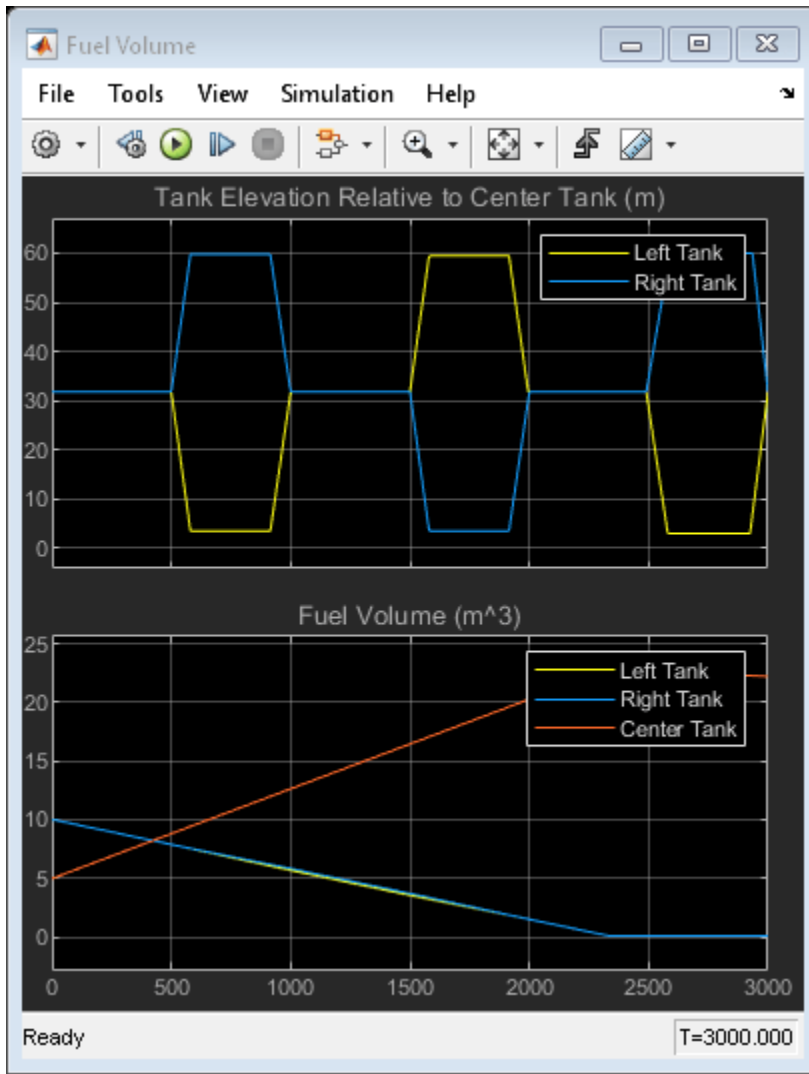 Fuel Volume
File Tools View Simulation Help
Tank Elevation Relative to Center Tank (m)
60
50
40
30
20
10
0
Left Tank
Right Tank
Fuel Volume (m^3)
25
20
15
10
5
0
Left Tank
Right Tank
Center Tank
0 500 1000 1500 2000 2500 3000
Ready T=3000.000